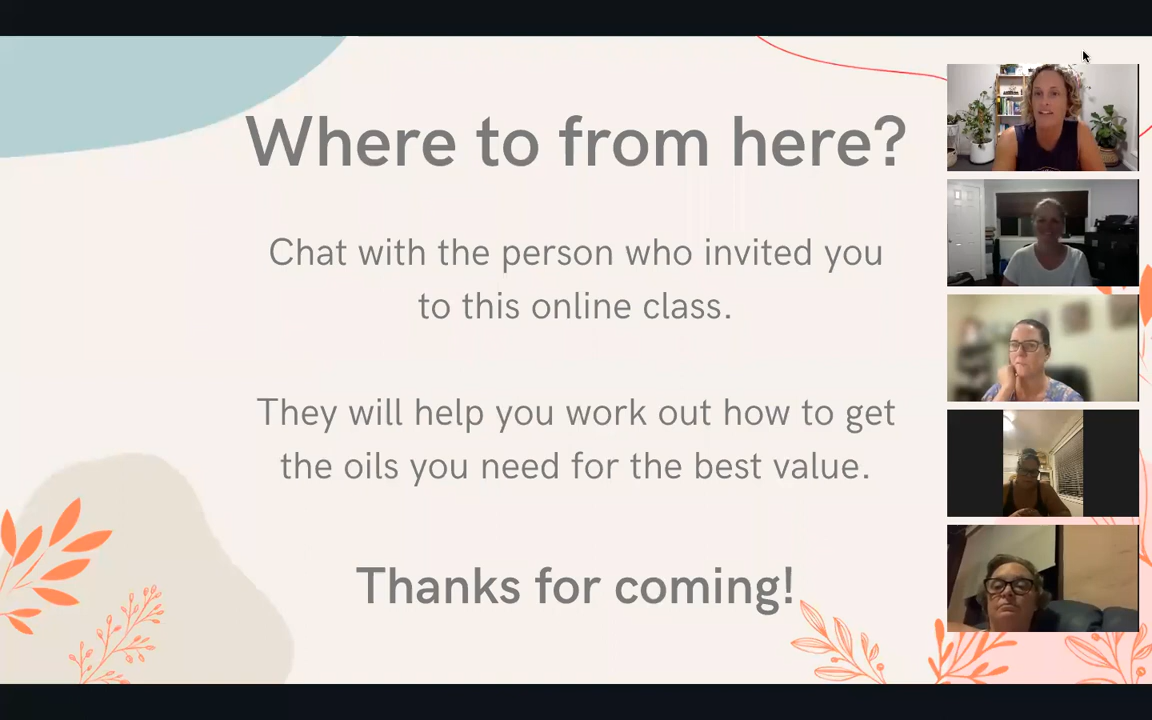 Where to from here?
Chat with the person who invited you
to this online class.
They will help you work out how to get
the oils you need for the best value.
Thanks for coming!